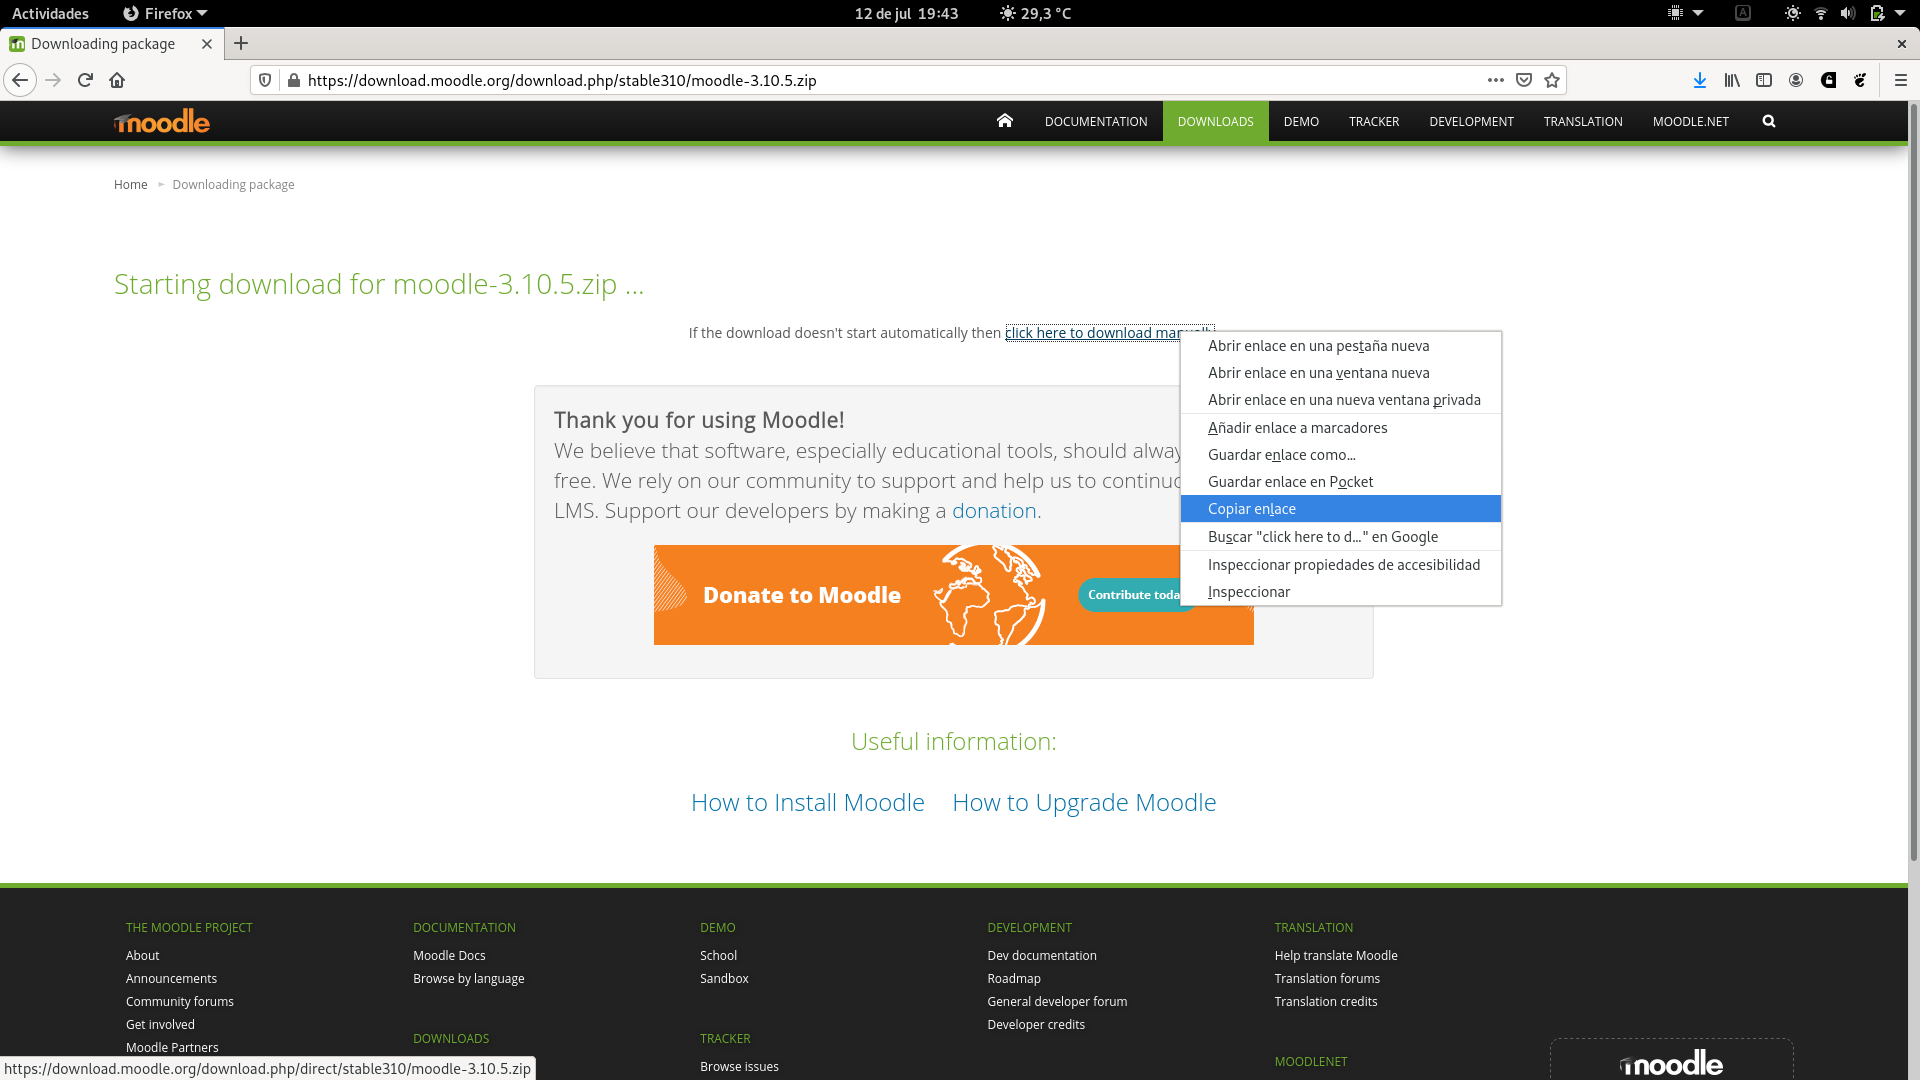 Actividades
Firefox
12 de jul 19:43
29,3 °C
A
Downloading package
https://download.moodle.org/download.php/stable310/moodle-3.10.5.zip
moodle
DOCUMENTATION
DOWNLOADS
DEMO
TRACKER
DEVELOPMENT
TRANSLATION
MOODLE.NET
Home
Downloading package
Starting download for moodle-3.10.5.zip ...
If the download doesn't start automatically then click here to download
Abrir enlace en una pestaña nueva
Abrir enlace en una ventana nueva
Abrir enlace en una nueva ventana privada
Añadir enlace a marcadores
Guardar enlace como…
Guardar enlace en Pocket
Copiar enlace
Buscar "click here to d…" en Google
Inspeccionar propiedades de accesibilidad
Inspeccionar
Thank you for using Moodle!
We believe that software, especially educational tools, should
free. We rely on our community to support and help us to
LMS. Support our developers by making a donation.
Donate to Moodle
Contribute
Useful information:
How to Install Moodle
How to Upgrade Moodle
THE MOODLE PROJECT
About
Announcements
Community forums
Get involved
Moodle Partners
DOCUMENTATION
Moodle Docs
Browse by language
DOWNLOADS
DEMO
School
Sandbox
TRACKER
Browse issues
DEVELOPMENT
Dev documentation
Roadmap
General developer forum
Developer credits
TRANSLATION
Help translate Moodle
Translation forums
Translation credits
MOODLENET
moodle
https://download.moodle.org/download.php/direct/stable310/moodle-3.10.5.zip